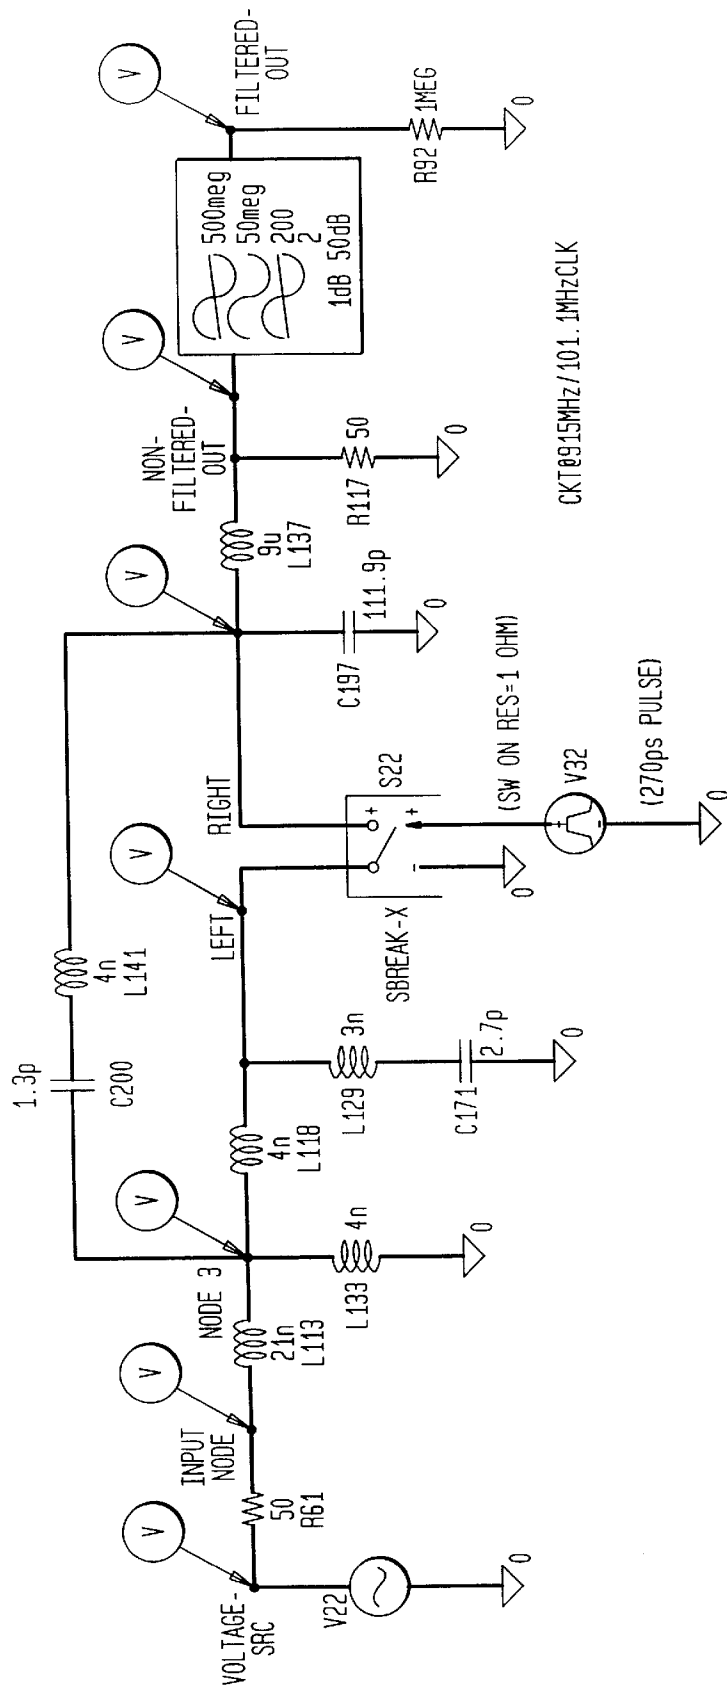 VOLTAGE-
SRC
V
V22
0
50
R61
INPUT
NODE
V
21n
L113
NODE 3
V
4n
L133
0
1.3p
C200
4n
L141
4n
L118
3n
L129
2.7p
C171
0
LEFT
V
RIGHT
SBREAK-X
S22
+
+
-
0
(SW ON RES=1 OHM)
+
-
V32
(270ps PULSE)
0
V
C197
111.9p
0
9u
L137
NON-
FILTERED-
OUT
V
R117
50
0
500meg
50meg
200
2
1dB 50dB
V
FILTERED-
OUT
R92
1MEG
0
CKT@915MHz/101.1MHzCLK